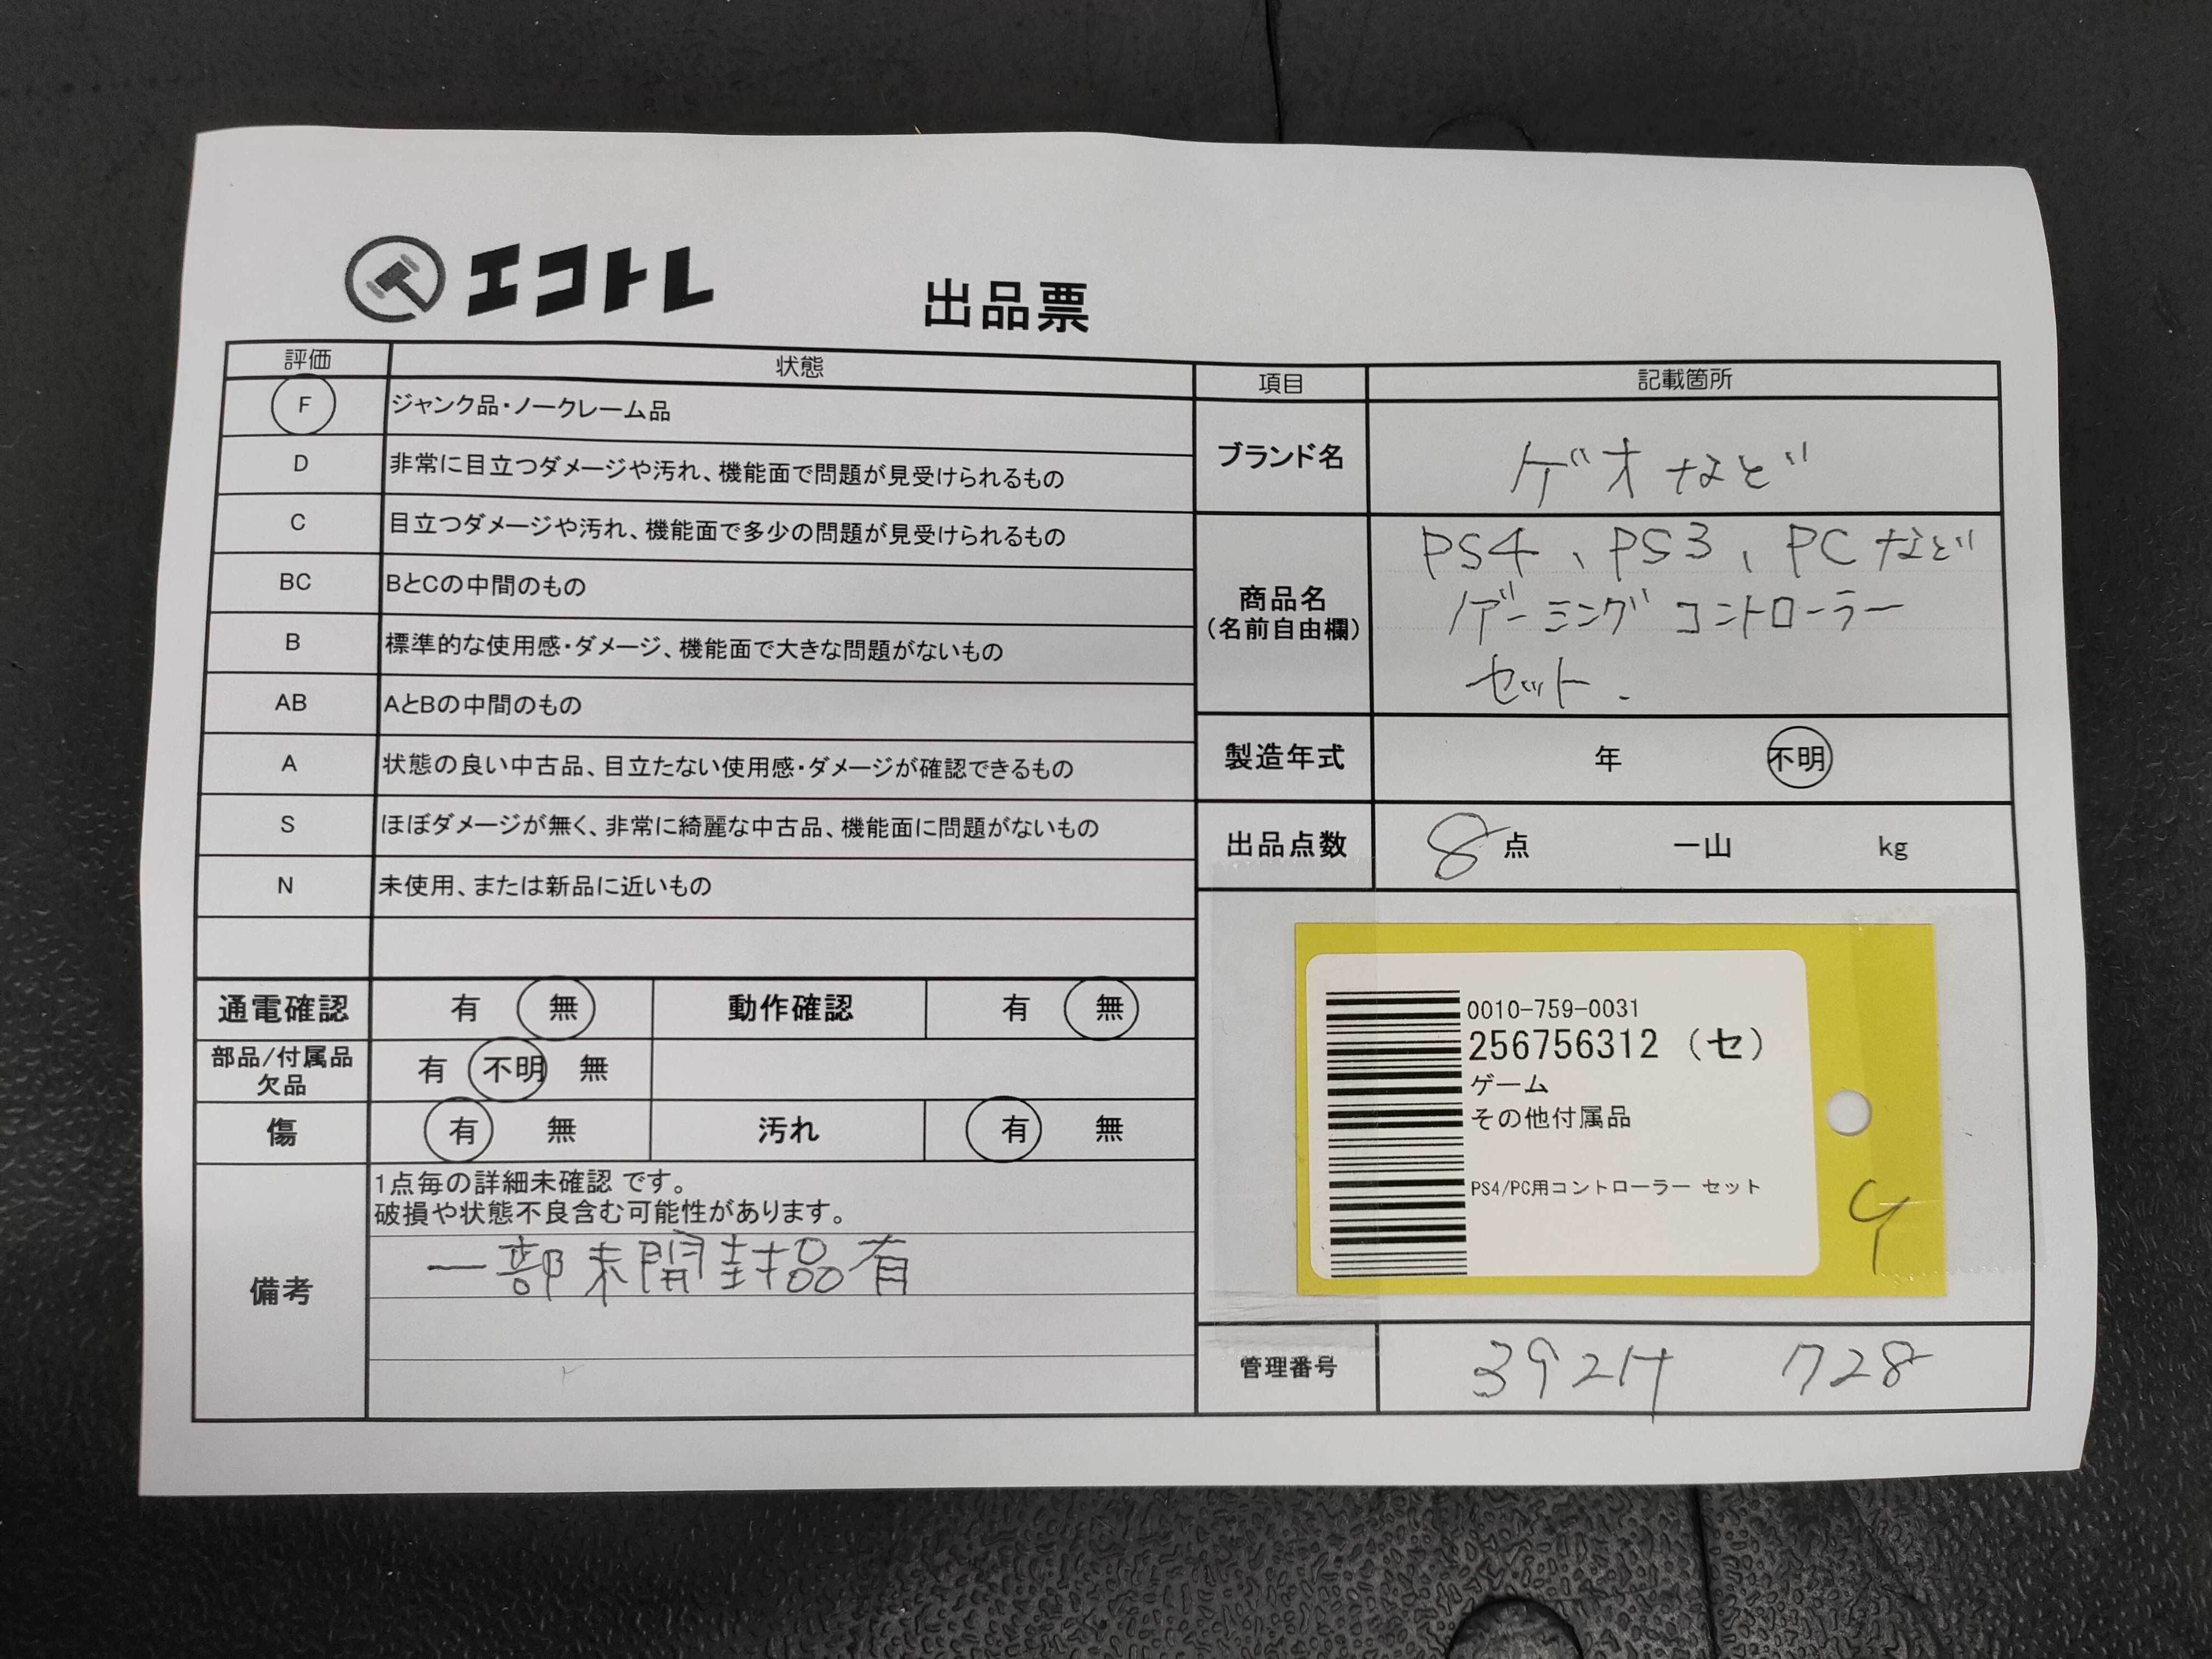 エコトレ
出品票
評価 状態
F ジャンク品・ノークレーム品
D 非常に目立つダメージや汚れ、機能面で問題が見受けられるもの
C 目立つダメージや汚れ、機能面で多少の問題が見受けられるもの
BC BとCの中間のもの
B 標準的な使用感・ダメージ、機能面で大きな問題がないもの
AB AとBの中間のもの
A 状態の良い中古品、目立たない使用感・ダメージが確認できるもの
S ほぼダメージが無く、非常に綺麗な中古品、機能面に問題がないもの
N 未使用、または新品に近いもの
通電確認 有 無 動作確認 有 無
部品/付属品 欠品 有 不明 無
傷 有 無 汚れ 有 無
備考
1点毎の詳細未確認 です。
破損や状態不良含む可能性があります。
一部未開封品有
項目 記載箇所
ブランド名 ゲオなど
商品名
(名前自由欄)
PS4、PS3、PCなど
ゲーミングコントローラー
セット.
製造年式 年 不明
出品点数 8点 一山 kg
0010-759-0031
256756312 (セ)
ゲーム
その他付属品
PS4/PC用コントローラー セット
管理番号 728